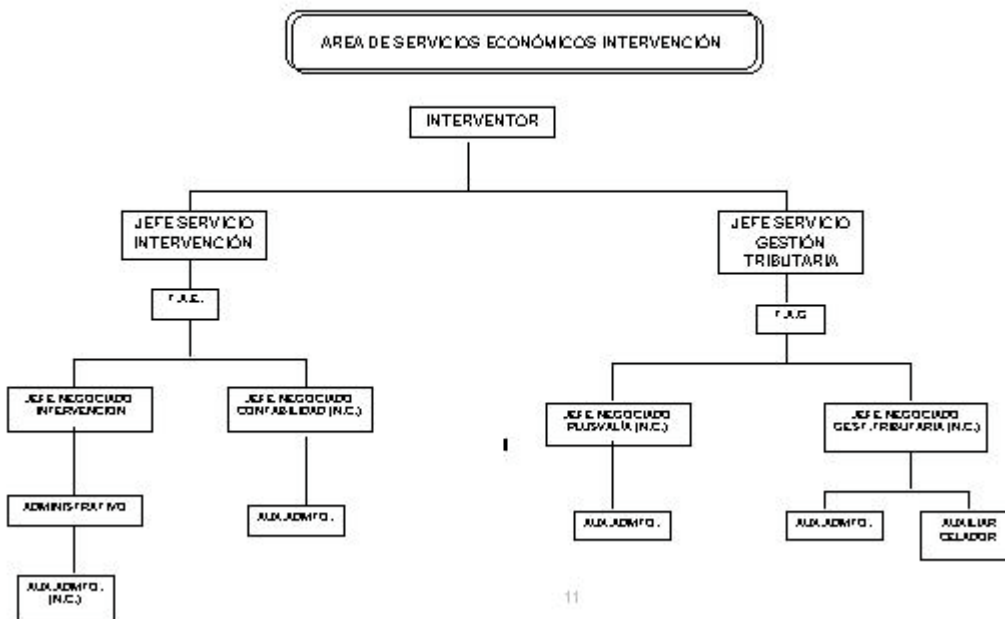 AREA DE SERVICIOS ECONÓMICOS INTERVENCIÓN
INTERVENTOR
JEFE SERVICIO
INTERVENCIÓN
JEFE SERVICIO
GESTIÓN
TRIBUTARIA
T.A.E.
T.A.G
JEFE NEGOCIADO
INTERVENCION
JEFE NEGOCIADO
CONTABILIDAD (N.C.)
JEFE NEGOCIADO
PLUSVALÍA (N.C.)
JEFE NEGOCIADO
GEST.TRIBUTARIA (N.C.)
ADMINISTRATIVO
AUX.ADMTO.
AUX.ADMTO.
AUX.ADMTO.
AUXILIAR
CELADOR
AUX.ADMTO.
(N.C.)
11